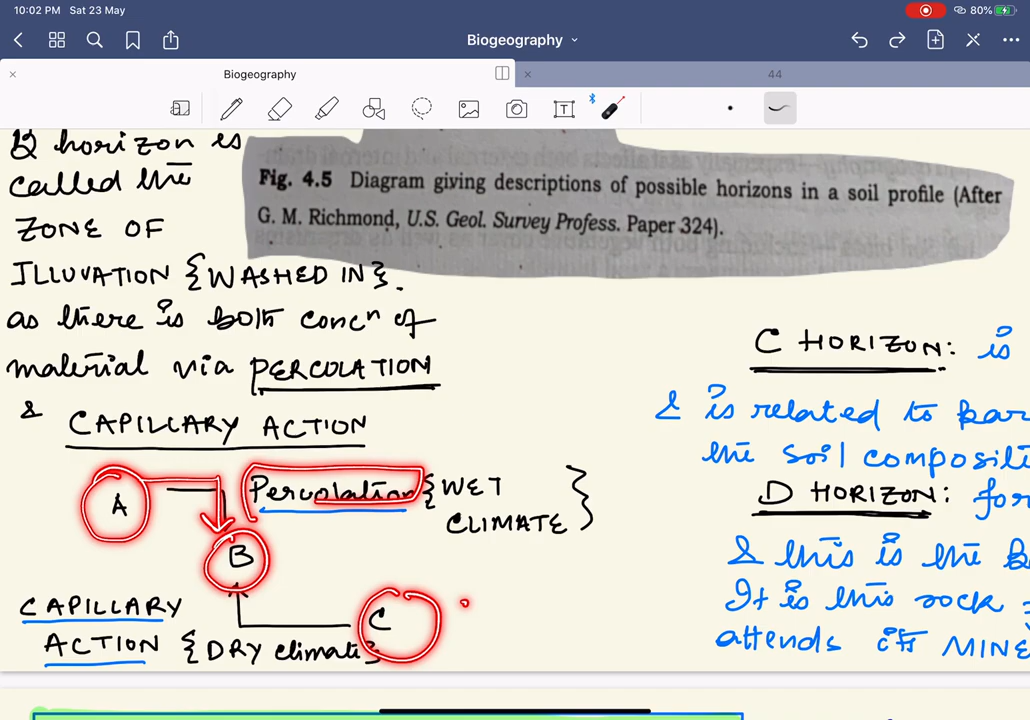 10:02 PM Sat 23 May
80%
Biogeography
Biogeography
44
B horizon is
called the
ZONE OF
ILLUVATION {WASHED IN}.
as there is both concⁿ of
material via PERCOLATION
& CAPILLARY ACTION
Fig. 4.5 Diagram giving descriptions of possible horizons in a soil profile (After
G. M. Richmond, U.S. Geol. Survey Profess. Paper 324).
A
Percolation {WET
CLIMATE}
B
CAPILLARY
ACTION {DRY climate}
C
C HORIZON: is
& is related to par
the soil compositi
D HORIZON: for
& this is the B
It is this rock
attends its MINE